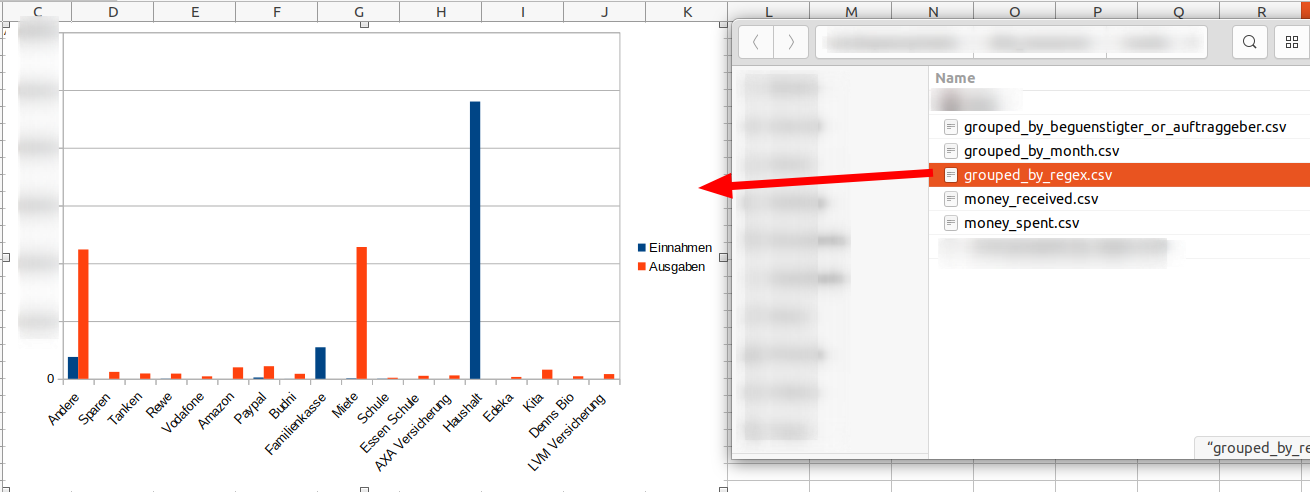 C D E F G H I J K L M N O P Q R
Name
grouped_by_beguenstigter_or_auftraggeber.csv
grouped_by_month.csv
grouped_by_regex.csv
money_received.csv
money_spent.csv
Einnahmen
Ausgaben
0
Andere
Sparen
Tanken
Rewe
Vodafone
Amazon
Paypal
Budni
Familienkasse
Miete
Schule
Essen Schule
AXA Versicherung
Haushalt
Edeka
Kita
Denns Bio
LVM Versicherung
“grouped_by_re